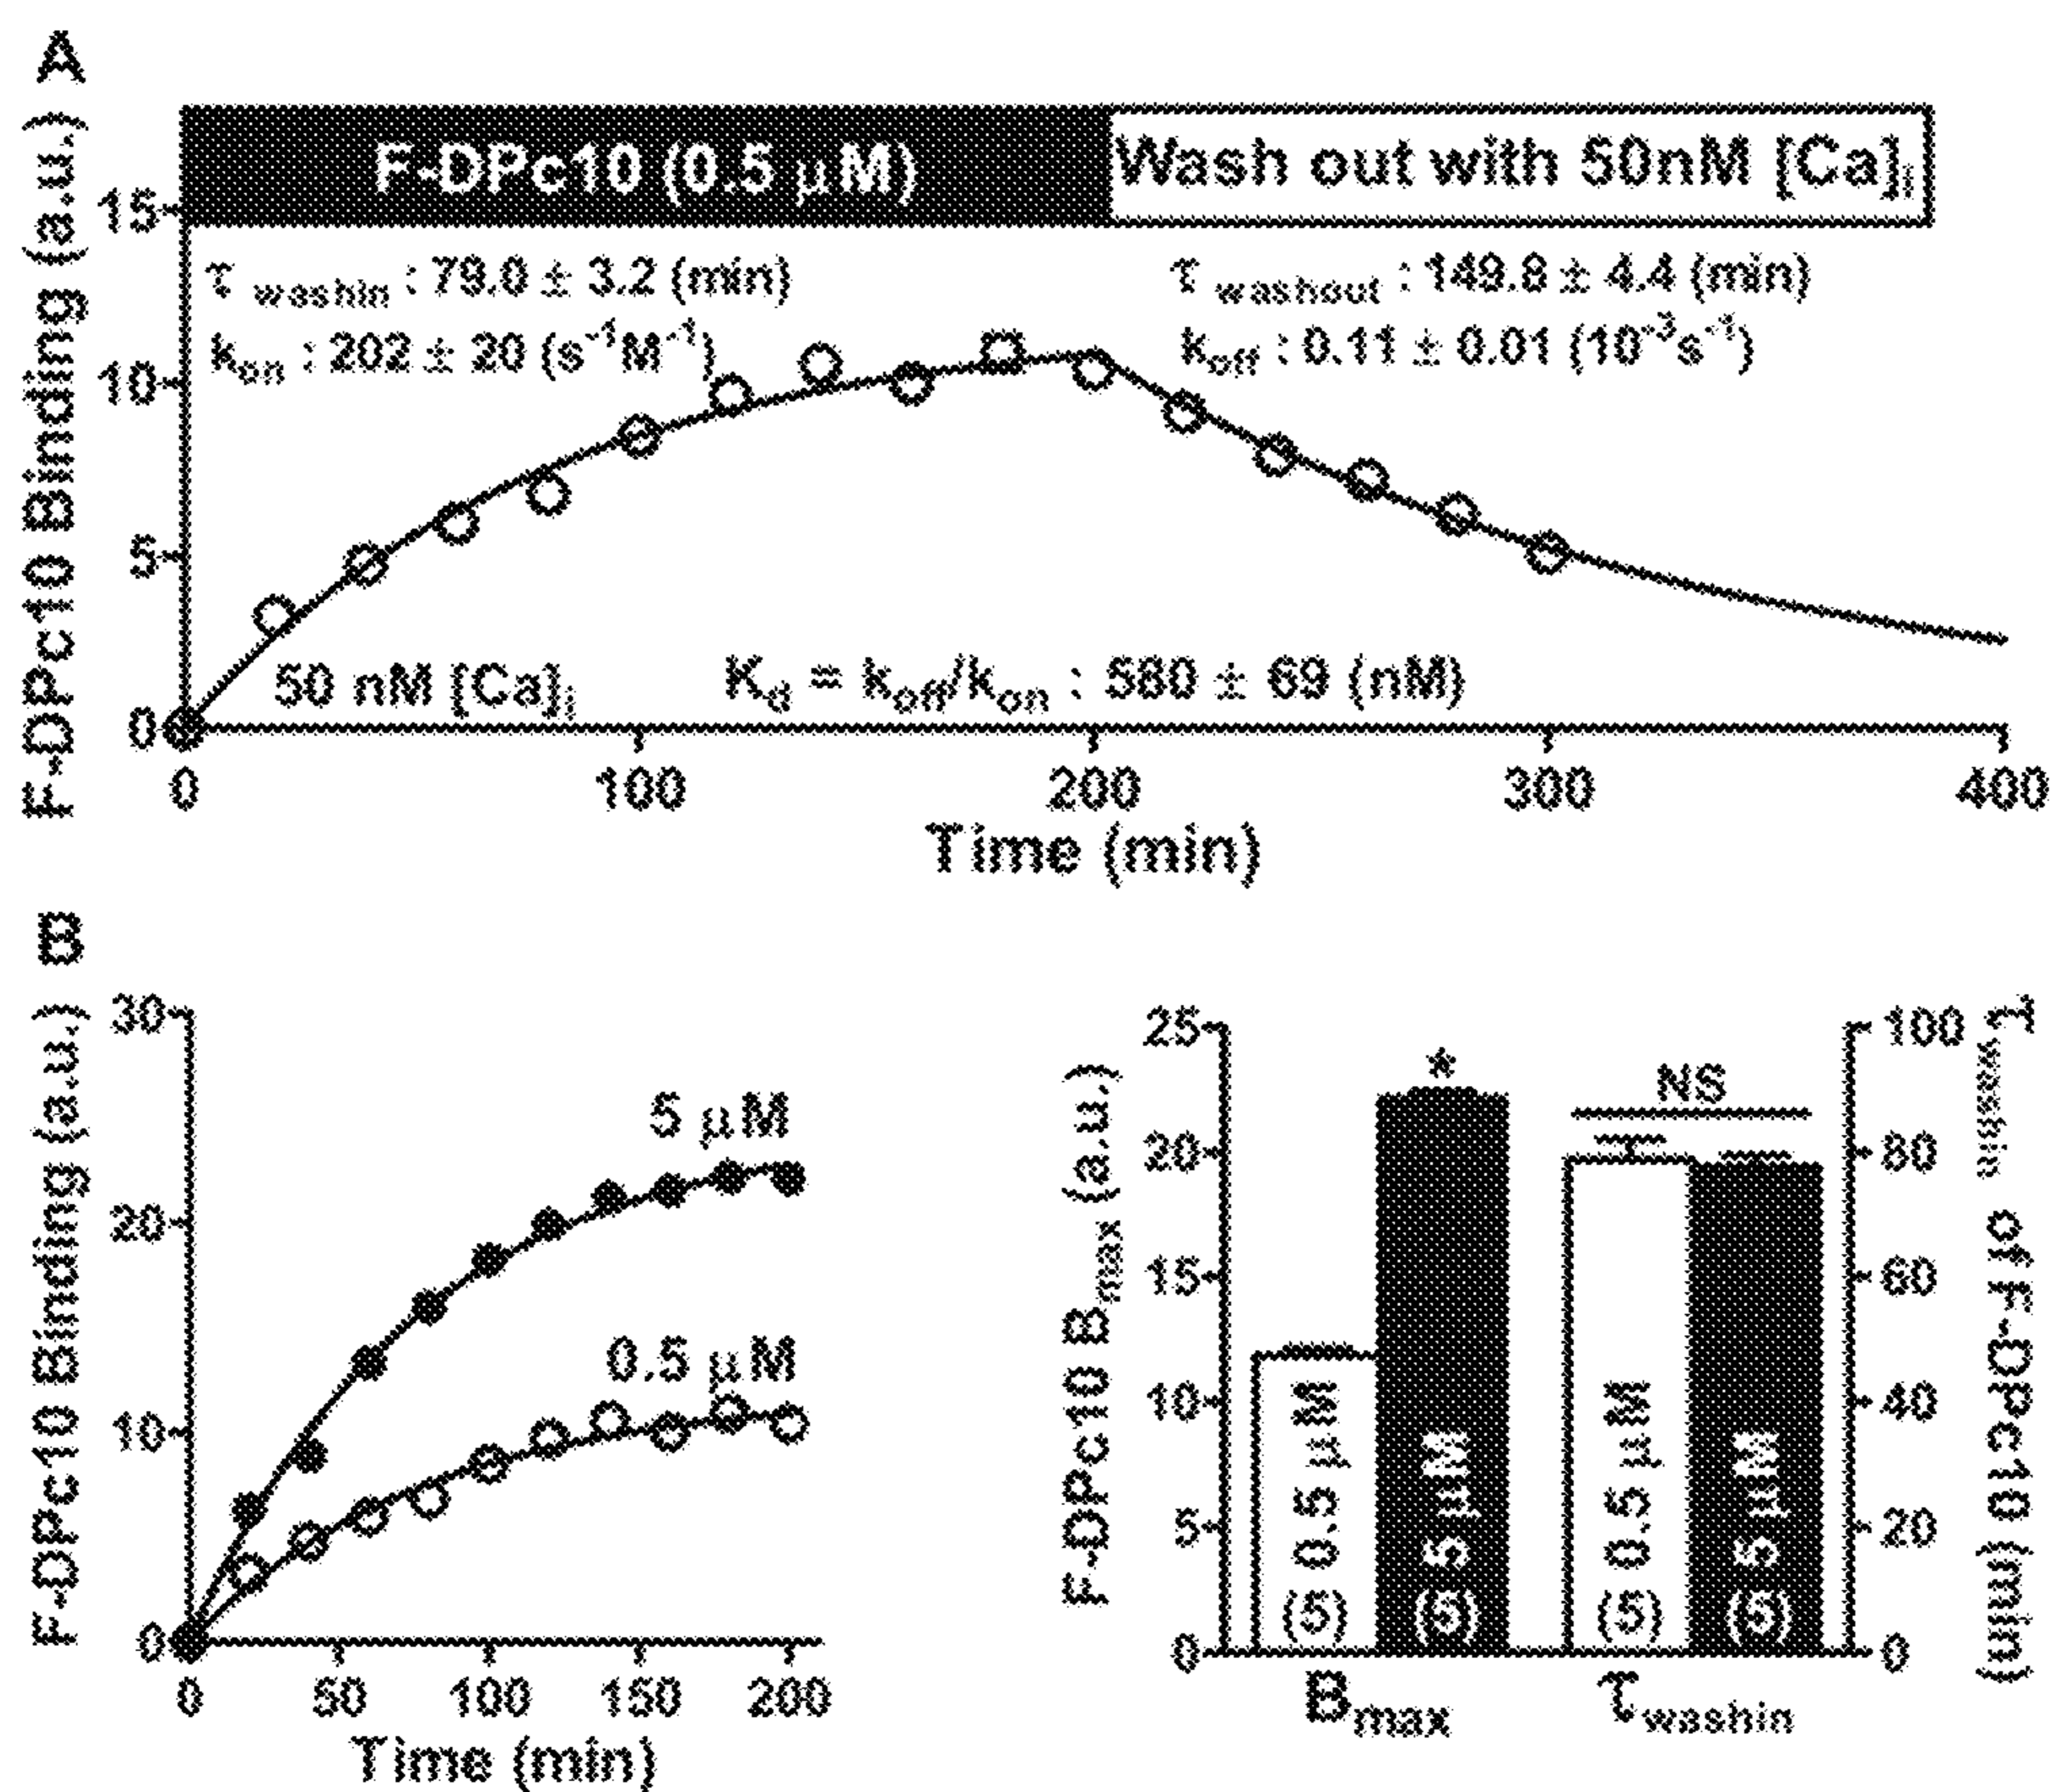 A
F-DPc10 Binding (a.u.)
15
10
5
0
F-DPc10 (0.5 µM)
Wash out with 50nM [Ca]i
τ washin : 79.0 ± 3.2 (min)
kon : 202 ± 20 (s-1M-1)
τ washout : 149.8 ± 4.4 (min)
koff : 0.11 ± 0.01 (10-3s-1)
50 nM [Ca]i
Kd = koff/kon : 580 ± 69 (nM)
0 100 200 300 400
Time (min)
B
F-DPc10 Binding (a.u.)
30
20
10
0
5 µM
0.5 µM
0 50 100 150 200
Time (min)
F-DPc10 Bmax (a.u.)
25
20
15
10
5
0
*
NS
(5) 0.5 µM
(5) 5 µM
(5) 0.5 µM
(5) 5 µM
Bmax
τwashin
100
80
60
40
20
0
τwashin of F-DPc10 (min)